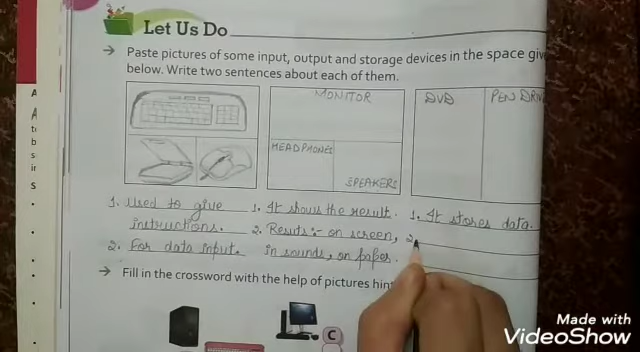 Let Us Do
Paste pictures of some input, output and storage devices in the space giv
below. Write two sentences about each of them.
MONITOR
DVD
PEN DRIV
HEADPHONES
SPEAKERS
1. Used to give
instructions.
2. For data input.
1. It shows the result.
2. Resuts:- on screen,
in sounds, on paper.
1. It stores data.
2
Fill in the crossword with the help of pictures hin
C
Made with
VideoShow